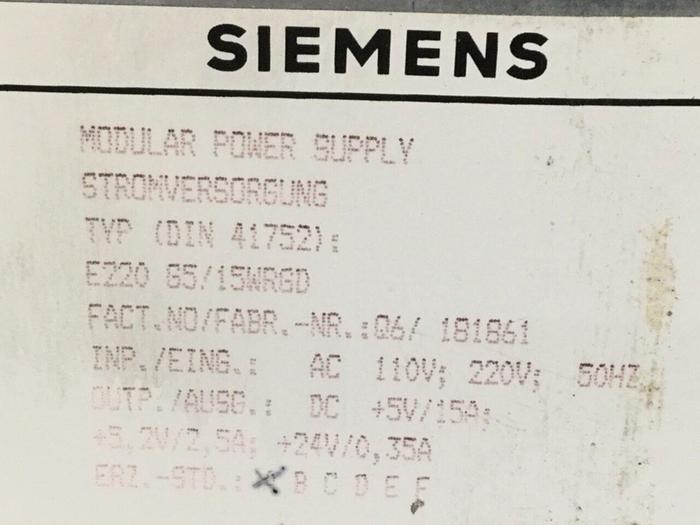 SIEMENS
MODULAR POWER SUPPLY
STROMVERSORGUNG
TYP (DIN 41752):
E220 G5/15WRGD
FACT.NO/FABR.-NR.:Q6/ 181861
INP./EING.: AC 110V; 220V; 50HZ
OUTP./AUSG.: DC +5V/15A;
+5,2V/2,5A; +24V/0,35A
ERZ.-STD.: B C D E F